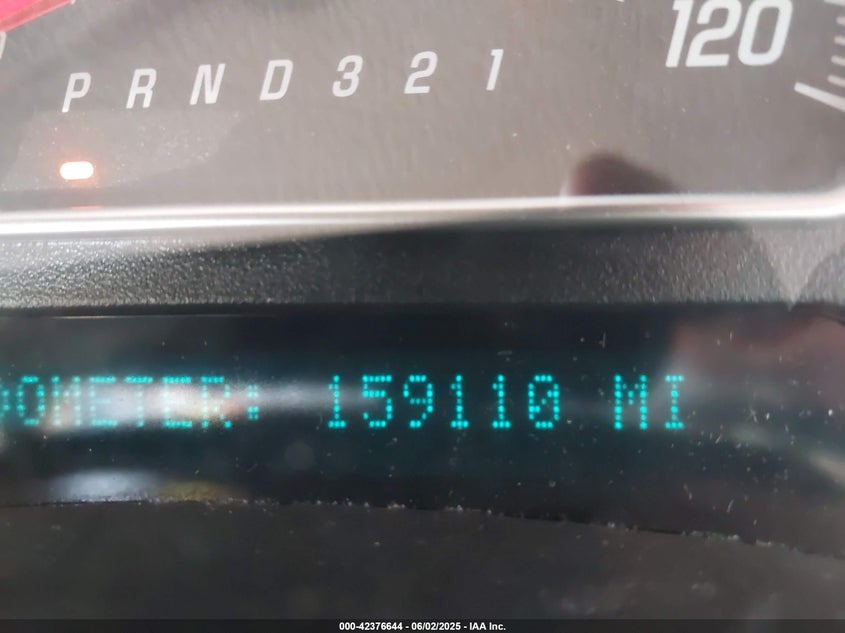 120
P R N D 3 2 1
ODOMETER: 159110 MI
000-42376644 - 06/02/2025 - IAA Inc.